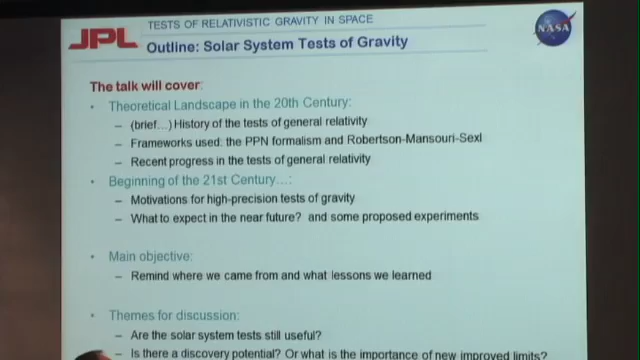 JPL
TESTS OF RELATIVISTIC GRAVITY IN SPACE
Outline: Solar System Tests of Gravity
NASA
The talk will cover:
• Theoretical Landscape in the 20th Century:
– (brief...) History of the tests of general relativity
– Frameworks used: the PPN formalism and Robertson-Mansouri-Sexl
– Recent progress in the tests of general relativity
• Beginning of the 21st Century...:
– Motivations for high-precision tests of gravity
– What to expect in the near future? and some proposed experiments
• Main objective:
– Remind where we came from and what lessons we learned
• Themes for discussion:
– Are the solar system tests still useful?
– Is there a discovery potential? Or what is the importance of new improved limits?